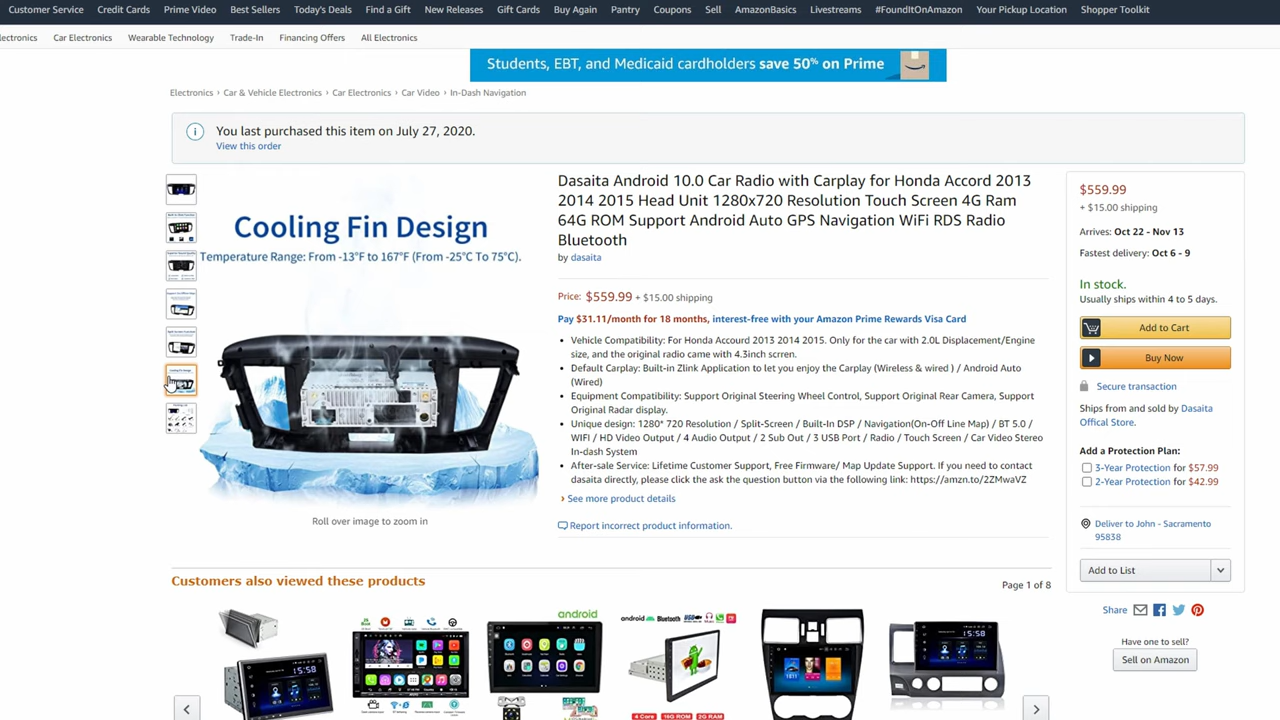 Customer Service Credit Cards Prime Video Best Sellers Today's Deals Find a Gift New Releases Gift Cards Buy Again Pantry Coupons Sell AmazonBasics Livestreams #FoundItOnAmazon Your Pickup Location Shopper Toolkit
ectronics Car Electronics Wearable Technology Trade-In Financing Offers All Electronics
Students, EBT, and Medicaid cardholders save 50% on Prime
Electronics › Car & Vehicle Electronics › Car Electronics › Car Video › In-Dash Navigation
You last purchased this item on July 27, 2020.
View this order
Cooling Fin Design
Temperature Range: From -13°F to 167°F (From -25°C To 75°C).
Roll over image to zoom in
Dasaita Android 10.0 Car Radio with Carplay for Honda Accord 2013
2014 2015 Head Unit 1280x720 Resolution Touch Screen 4G Ram
64G ROM Support Android Auto GPS Navigation WiFi RDS Radio
Bluetooth
by dasaita
Price: $559.99 + $15.00 shipping
Pay $31.11/month for 18 months, interest-free with your Amazon Prime Rewards Visa Card
• Vehicle Compatibility: For Honda Accourd 2013 2014 2015. Only for the car with 2.0L Displacement/Engine
size, and the original radio came with 4.3inch scrren.
• Default Carplay: Built-in Zlink Application to let you enjoy the Carplay (Wireless & wired ) / Android Auto
(Wired)
• Equipment Compatibility: Support Original Steering Wheel Control, Support Original Rear Camera, Support
Original Radar display.
• Unique design: 1280* 720 Resolution / Split-Screen / Built-In DSP / Navigation(On-Off Line Map) / BT 5.0 /
WIFI / HD Video Output / 4 Audio Output / 2 Sub Out / 3 USB Port / Radio / Touch Screen / Car Video Stereo
In-dash System
• After-sale Service: Lifetime Customer Support, Free Firmware/ Map Update Support. If you need to contact
dasaita directly, please click the ask the question button via the following link: https://amzn.to/2ZMwaVZ
› See more product details
Report incorrect product information.
$559.99
+ $15.00 shipping
Arrives: Oct 22 - Nov 13
Fastest delivery: Oct 6 - 9
In stock.
Usually ships within 4 to 5 days.
Add to Cart
Buy Now
Secure transaction
Ships from and sold by Dasaita
Offical Store.
Add a Protection Plan:
3-Year Protection for $57.99
2-Year Protection for $42.99
Deliver to John - Sacramento
95838
Add to List
Share
Have one to sell?
Sell on Amazon
Customers also viewed these products
Page 1 of 8
android
android Bluetooth
15:58
15:58
4 Core 16G ROM 2G RAM